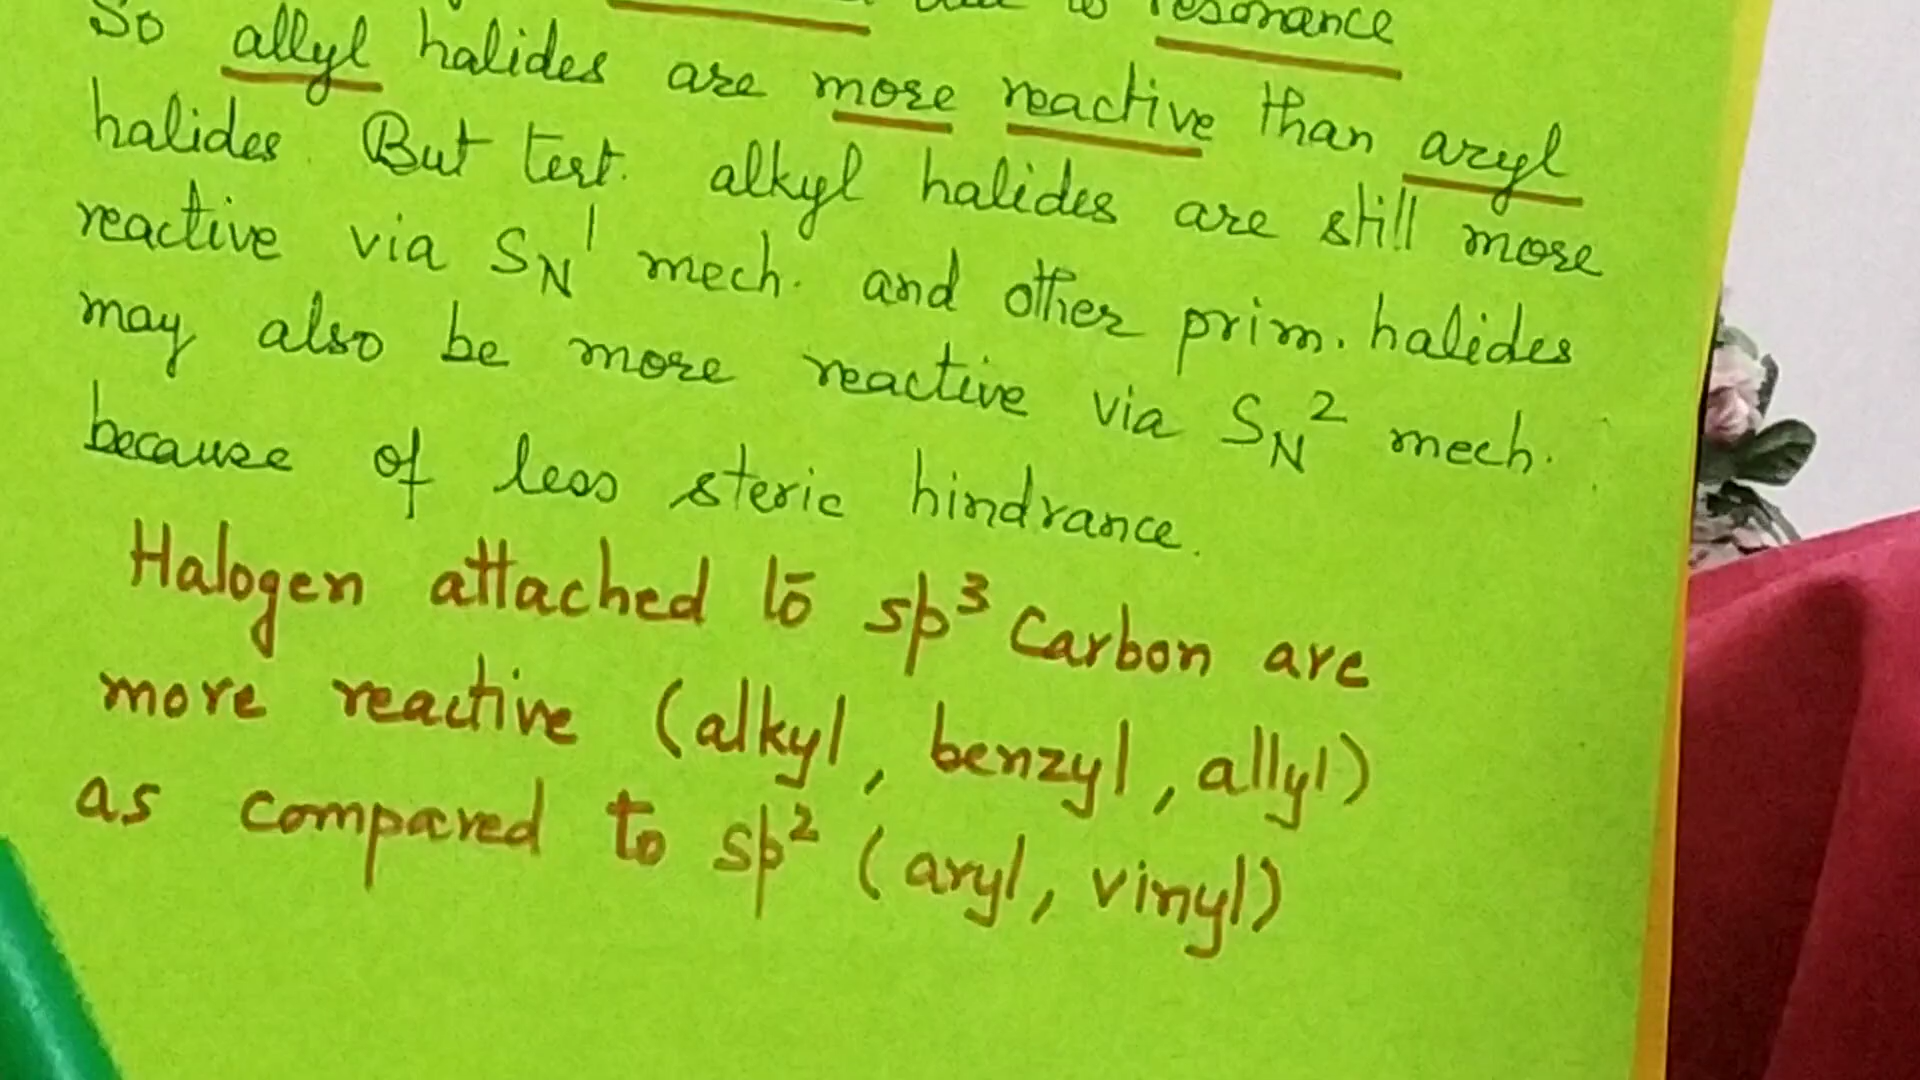 to resonance
So allyl halides are more reactive than aryl
halides. But tert. alkyl halides are still more
reactive via SN1 mech. and other prim. halides
may also be more reactive via SN2 mech.
because of less steric hindrance.
Halogen attached to sp3 Carbon are
more reactive (alkyl, benzyl, allyl)
as compared to sp2 (aryl, vinyl)